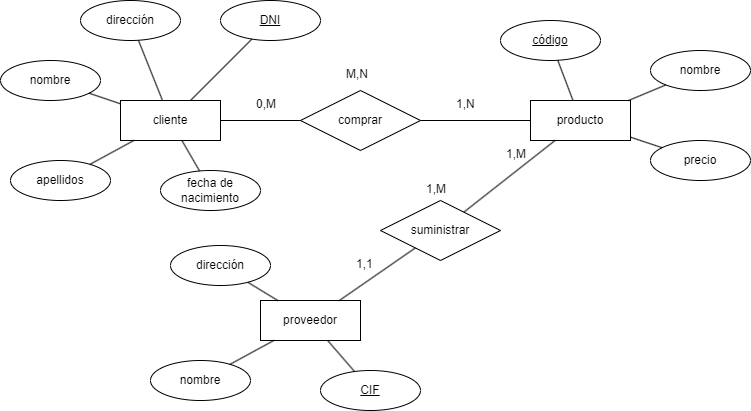 dirección
DNI
código
nombre
M,N
nombre
0,M
1,N
cliente
comprar
producto
1,M
precio
apellidos
fecha de
nacimiento
1,M
suministrar
dirección
1,1
proveedor
nombre
CIF